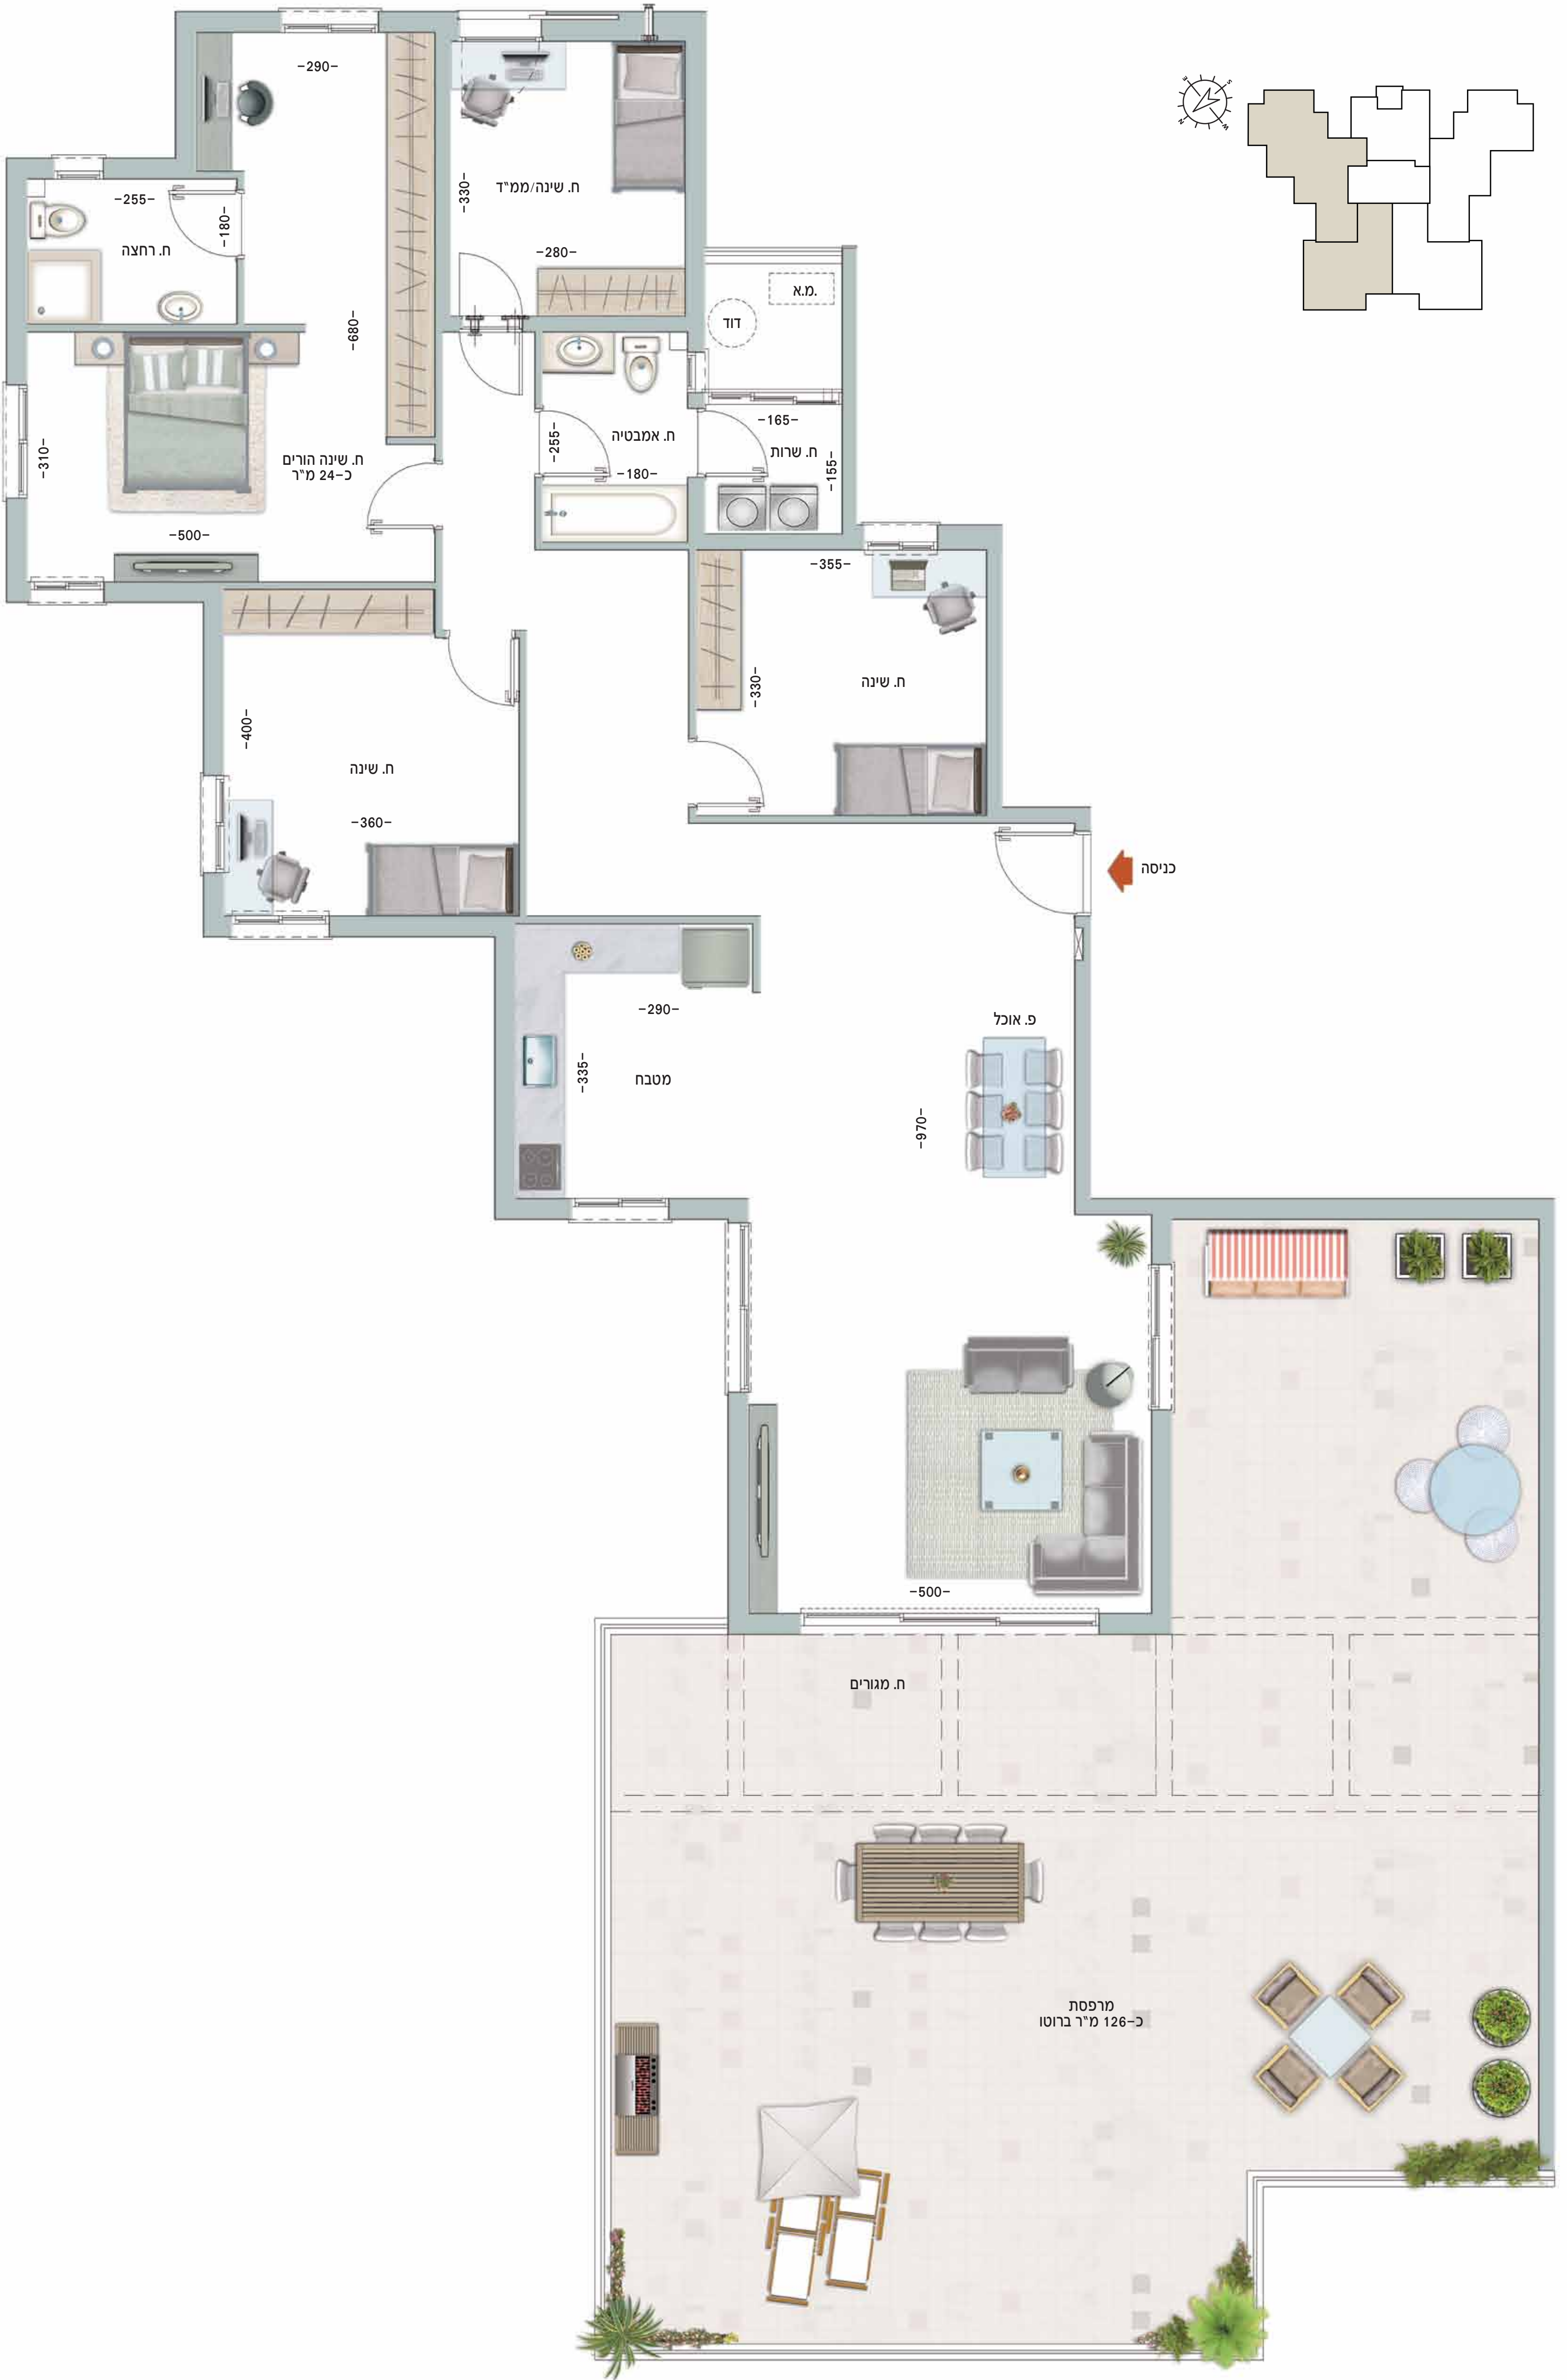 -290-
ח. שינה/ממ"ד
-330-
-280-
-255-
-180-
ח. רחצה
מ.א.
דוד
-680-
-165-
ח. שרות
-155-
ח. אמבטיה
-255-
-180-
-310-
ח. שינה הורים
כ-24 מ"ר
-500-
-355-
-330-
ח. שינה
-400-
ח. שינה
-360-
כניסה
-290-
-335-
מטבח
פ. אוכל
-970-
-500-
ח. מגורים
מרפסת
כ-126 מ"ר ברוטו
N
S
E
W